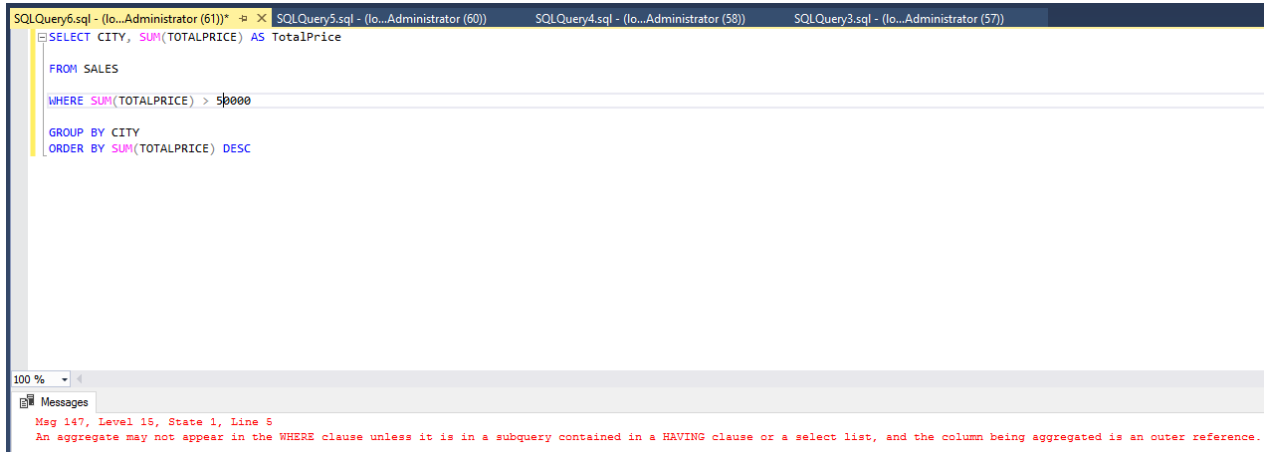 SQLQuery6.sql - (lo...Administrator (61))* SQLQuery5.sql - (lo...Administrator (60)) SQLQuery4.sql - (lo...Administrator (58)) SQLQuery3.sql - (lo...Administrator (57))
SELECT CITY, SUM(TOTALPRICE) AS TotalPrice
FROM SALES
WHERE SUM(TOTALPRICE) > 50000
GROUP BY CITY
ORDER BY SUM(TOTALPRICE) DESC
100 %
Messages
Msg 147, Level 15, State 1, Line 5
An aggregate may not appear in the WHERE clause unless it is in a subquery contained in a HAVING clause or a select list, and the column being aggregated is an outer reference.